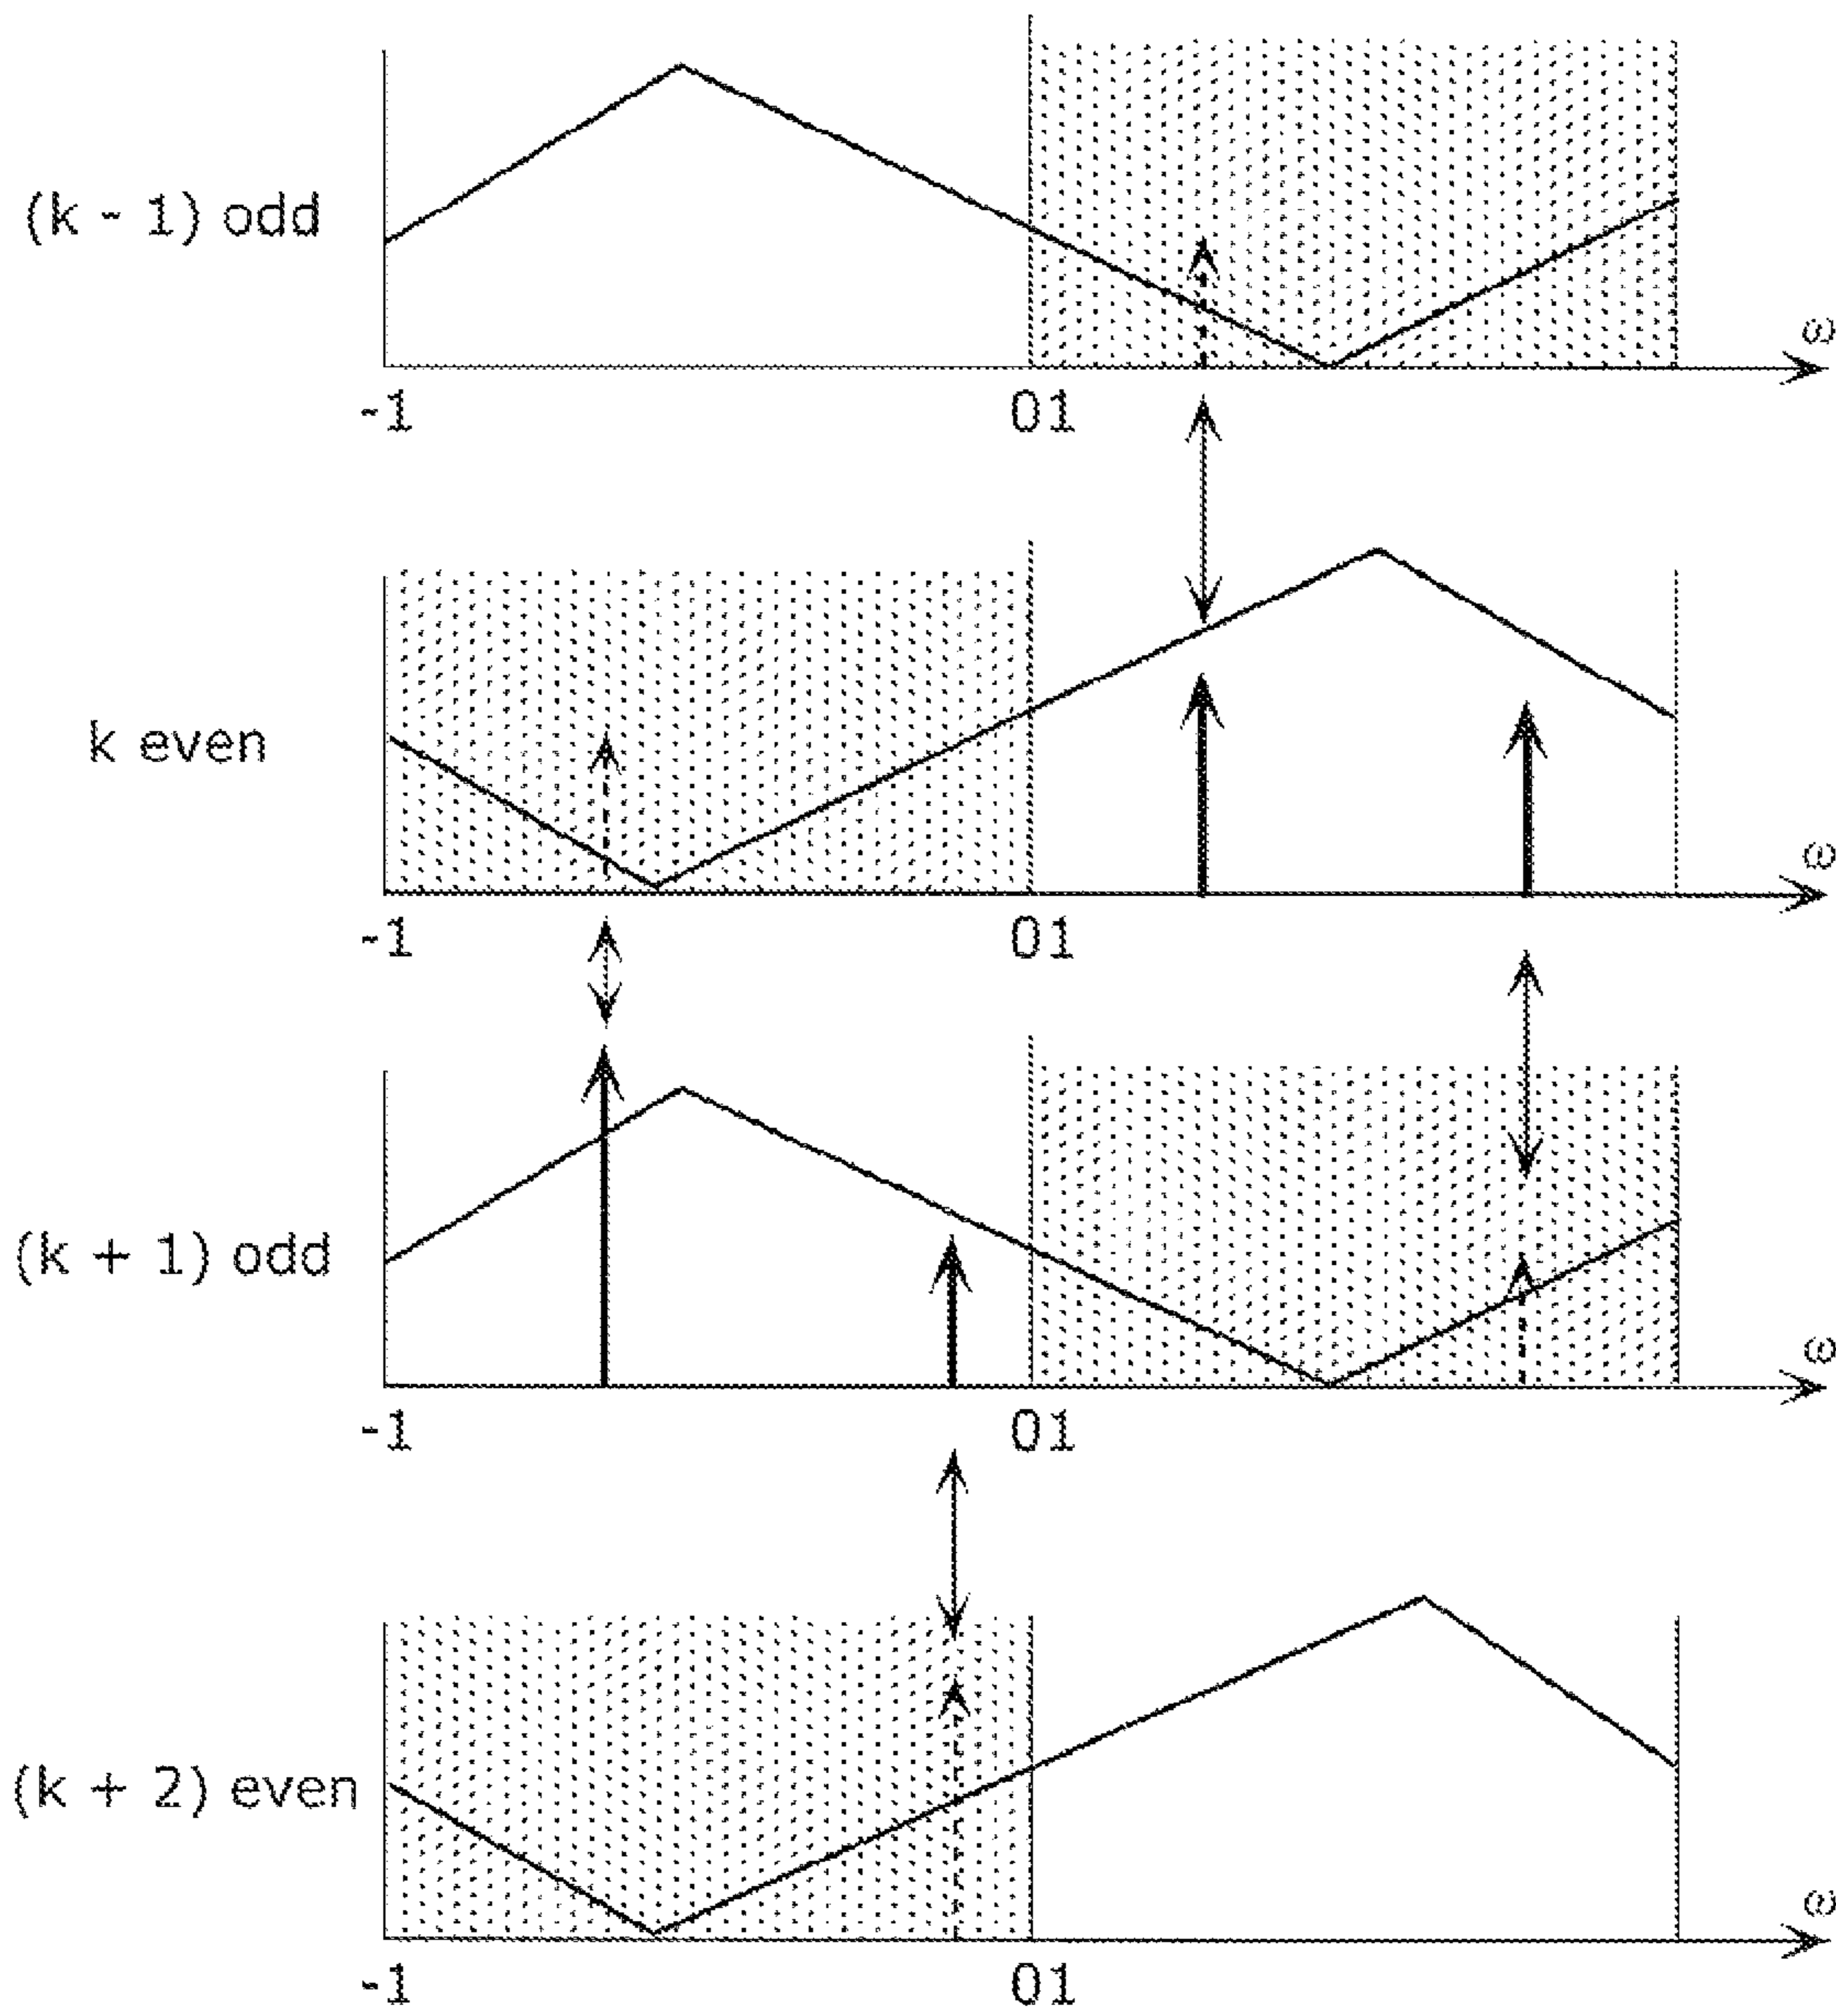 (k - 1) odd
ω
-1
01
k even
ω
-1
01
(k + 1) odd
ω
-1
01
(k + 2) even
ω
-1
01